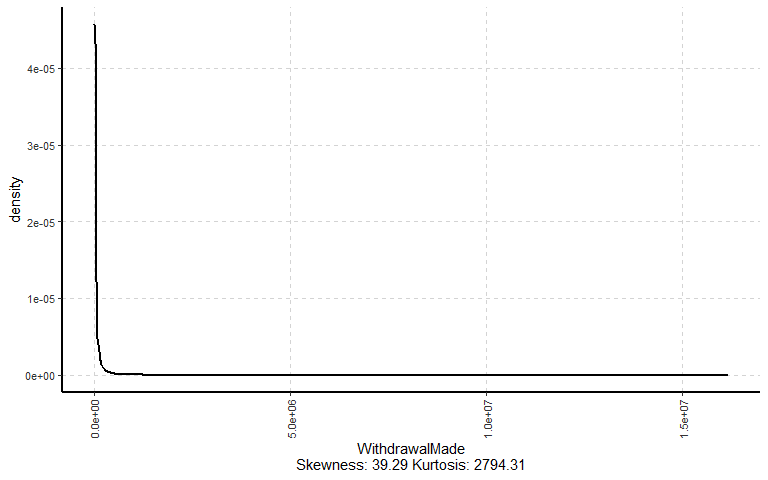 density
4e-05
3e-05
2e-05
1e-05
0e+00
0.0e+00
5.0e+06
1.0e+07
1.5e+07
WithdrawalMade
Skewness: 39.29 Kurtosis: 2794.31